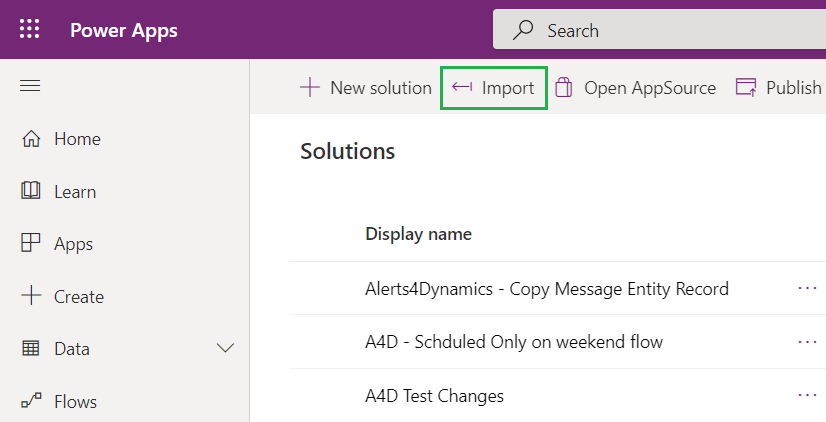 Power Apps
Search
New solution
Import
Open AppSource
Publish
Home
Learn
Apps
Create
Data
Flows
Solutions
Display name
Alerts4Dynamics - Copy Message Entity Record
A4D - Schduled Only on weekend flow
A4D Test Changes